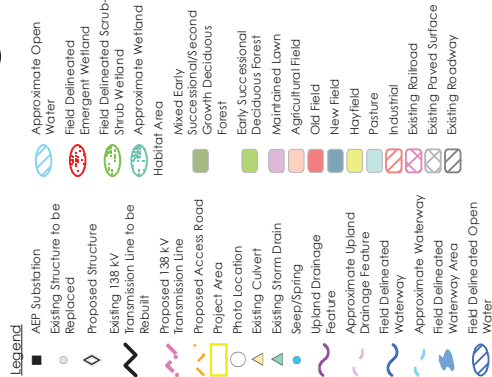 Legend
AEP Substation
Existing Structure to be
Replaced
Proposed Structure
Existing 138 kV
Transmission Line to be
Rebuilt
Proposed 138 kV
Transmission Line
Proposed Access Road
Project Area
Photo Location
Existing Culvert
Existing Storm Drain
Seep/Spring
Upland Drainage
Feature
Approximate Upland
Drainage Feature
Field Delineated
Waterway
Approximate Waterway
Field Delineated
Waterway Area
Field Delineated Open
Water
Approximate Open
Water
Field Delineated
Emergent Wetland
Field Delineated Scrub-
Shrub Wetland
Approximate Wetland
Habitat Area
Mixed Early
Successional/Second
Growth Deciduous
Forest
Early Successional
Deciduous Forest
Maintained Lawn
Agricultural Field
Old Field
New Field
Hayfield
Pasture
Industrial
Existing Railroad
Existing Paved Surface
Existing Roadway